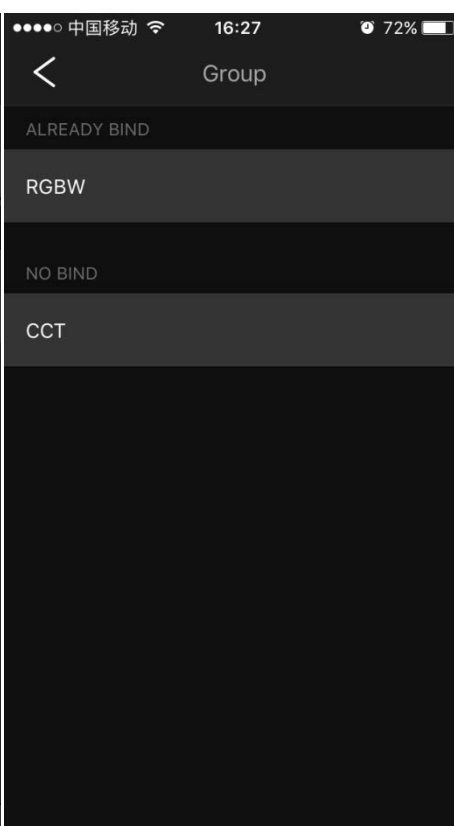 中国移动 16:27 72%
Group
ALREADY BIND
RGBW
NO BIND
CCT